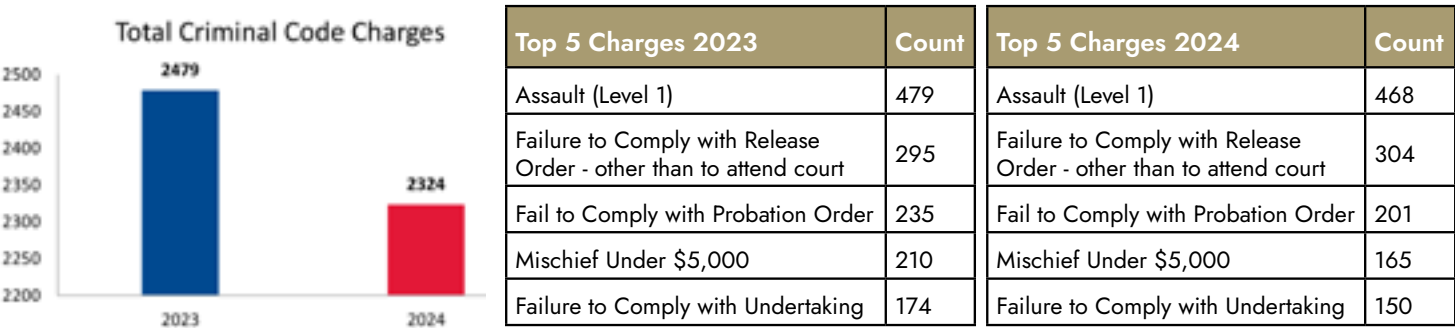 Total Criminal Code Charges
2479
2500
2450
2400
2350
2324
2300
2250
2200
2023
2024
Top 5 Charges 2023 Count
Assault (Level 1) 479
Failure to Comply with Release
Order - other than to attend court 295
Fail to Comply with Probation Order 235
Mischief Under $5,000 210
Failure to Comply with Undertaking 174
Top 5 Charges 2024 Count
Assault (Level 1) 468
Failure to Comply with Release
Order - other than to attend court 304
Fail to Comply with Probation Order 201
Mischief Under $5,000 165
Failure to Comply with Undertaking 150